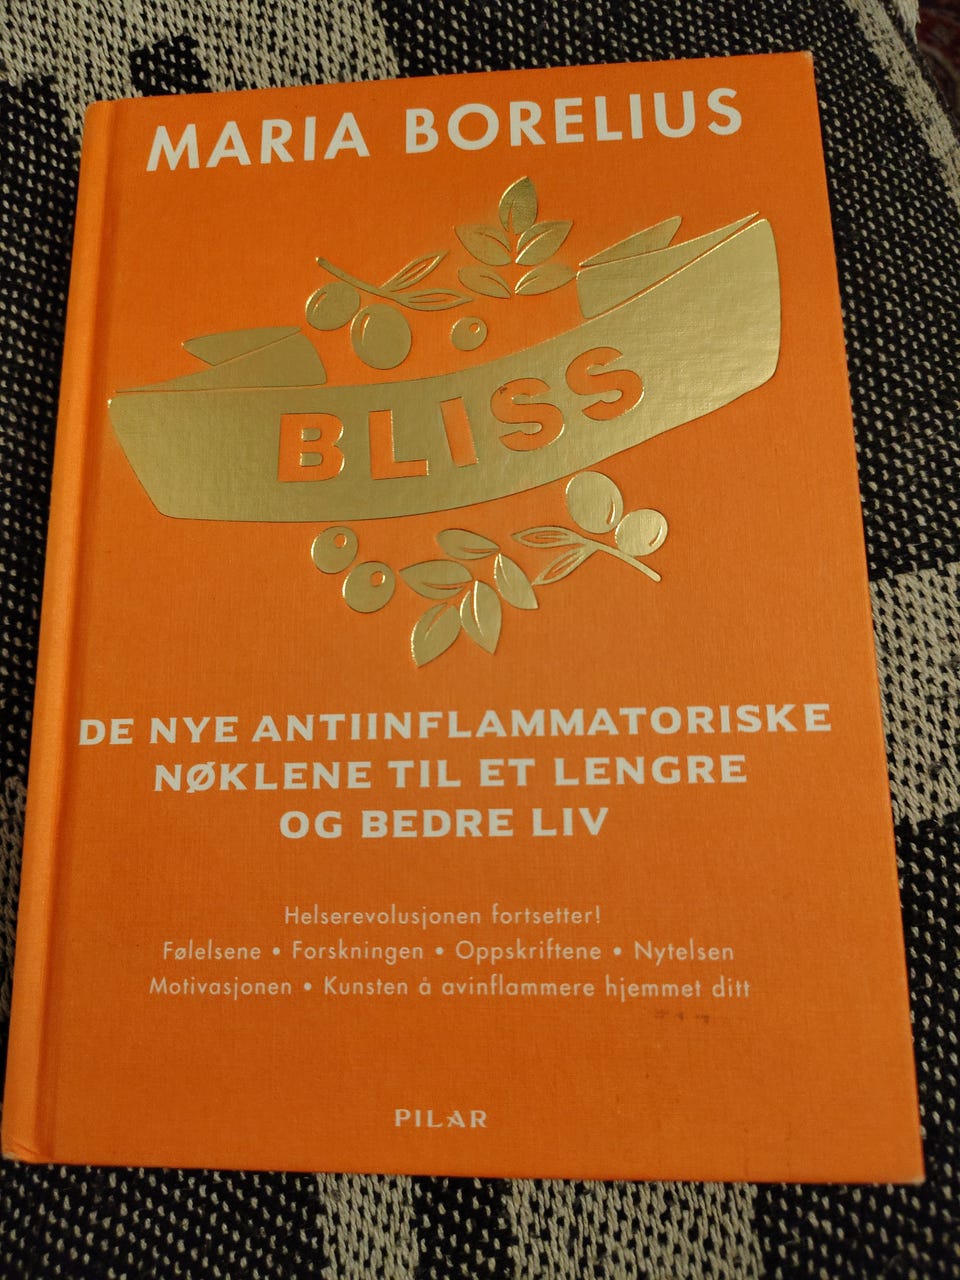 MARIA BORELIUS
BLISS
DE NYE ANTIINFLAMMATORISKE
NØKLENE TIL ET LENGRE
OG BEDRE LIV
Helserevolusjonen fortsetter!
Følelsene • Forskningen • Oppskriftene • Nytelsen
Motivasjonen • Kunsten å avinflammere hjemmet ditt
PILAR